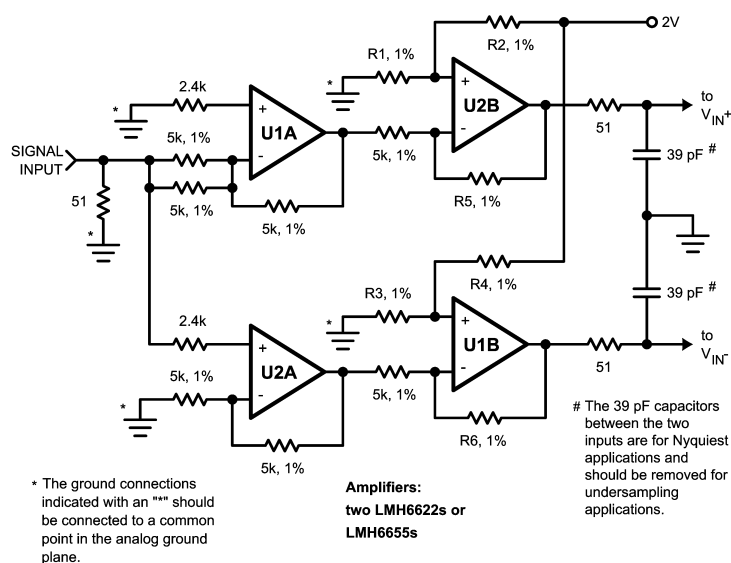 R2, 1%
2V
R1, 1%
*
2.4k
*
+
U1A
-
+
U2B
-
to
VIN+
51
5k, 1%
5k, 1%
SIGNAL
INPUT
51
*
5k, 1%
5k, 1%
R5, 1%
39 pF #
R4, 1%
R3, 1%
*
39 pF #
2.4k
+
U2A
-
+
U1B
-
to
VIN-
51
5k, 1%
*
5k, 1%
5k, 1%
R6, 1%
# The 39 pF capacitors
between the two
inputs are for Nyquiest
applications and
should be removed for
undersampling
applications.
* The ground connections
indicated with an "*" should
be connected to a common
point in the analog ground
plane.
Amplifiers:
two LMH6622s or
LMH6655s